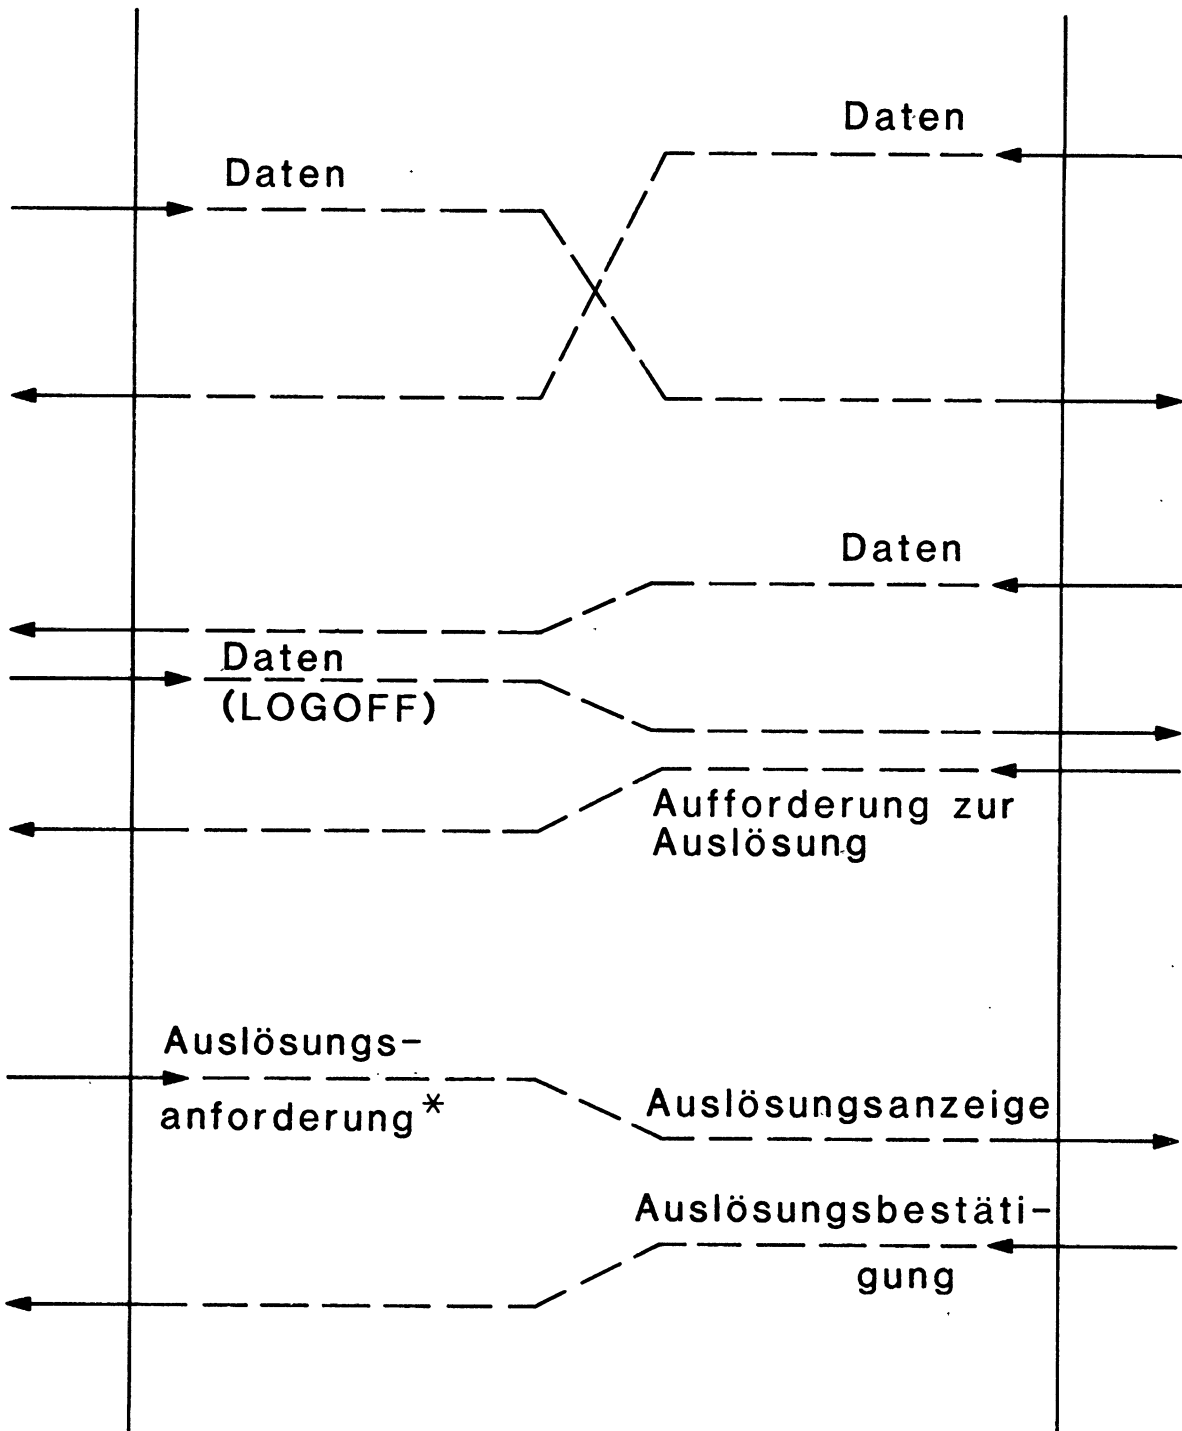 Daten
Daten
Daten
Daten
(LOGOFF)
Aufforderung zur
Auslösung
Auslösungs-
anforderung*
Auslösungsanzeige
Auslösungsbestäti-
gung